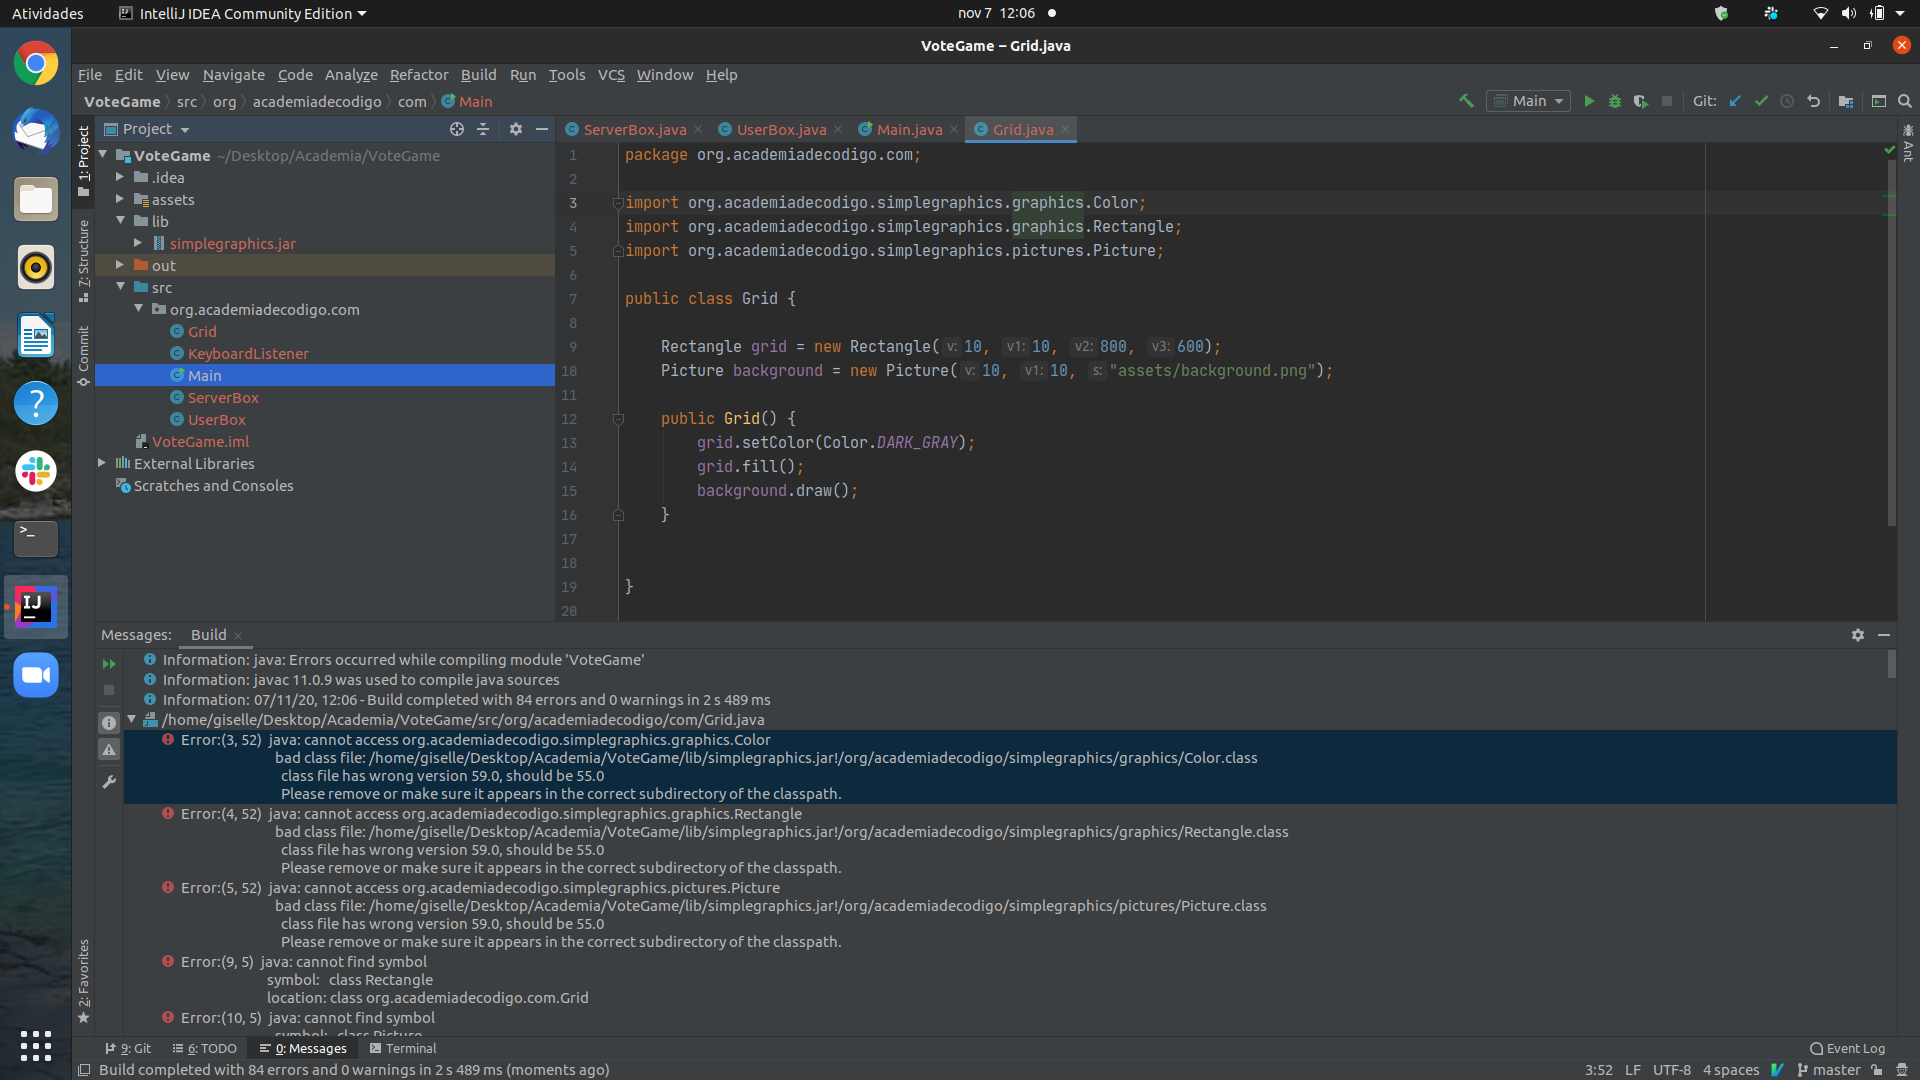 Atividades
IntelliJ IDEA Community Edition
nov 7 12:06
VoteGame – Grid.java
File Edit View Navigate Code Analyze Refactor Build Run Tools VCS Window Help
VoteGame src org academiadecodigo com Main
Main
Git:
1: Project
7: Structure
Commit
2: Favorites
Project
VoteGame ~/Desktop/Academia/VoteGame
.idea
assets
lib
simplegraphics.jar
out
src
org.academiadecodigo.com
Grid
KeyboardListener
Main
ServerBox
UserBox
VoteGame.iml
External Libraries
Scratches and Consoles
ServerBox.java UserBox.java Main.java Grid.java
Ant
1 package org.academiadecodigo.com;
2
3 import org.academiadecodigo.simplegraphics.graphics.Color;
4 import org.academiadecodigo.simplegraphics.graphics.Rectangle;
5 import org.academiadecodigo.simplegraphics.pictures.Picture;
6
7 public class Grid {
8
9 Rectangle grid = new Rectangle( v: 10, v1: 10, v2: 800, v3: 600);
10 Picture background = new Picture( v: 10, v1: 10, s: "assets/background.png");
11
12 public Grid() {
13 grid.setColor(Color.DARK_GRAY);
14 grid.fill();
15 background.draw();
16 }
17
18
19 }
20
Messages: Build
Information: java: Errors occurred while compiling module 'VoteGame'
Information: javac 11.0.9 was used to compile java sources
Information: 07/11/20, 12:06 - Build completed with 84 errors and 0 warnings in 2 s 489 ms
/home/giselle/Desktop/Academia/VoteGame/src/org/academiadecodigo/com/Grid.java
Error:(3, 52) java: cannot access org.academiadecodigo.simplegraphics.graphics.Color
bad class file: /home/giselle/Desktop/Academia/VoteGame/lib/simplegraphics.jar!/org/academiadecodigo/simplegraphics/graphics/Color.class
class file has wrong version 59.0, should be 55.0
Please remove or make sure it appears in the correct subdirectory of the classpath.
Error:(4, 52) java: cannot access org.academiadecodigo.simplegraphics.graphics.Rectangle
bad class file: /home/giselle/Desktop/Academia/VoteGame/lib/simplegraphics.jar!/org/academiadecodigo/simplegraphics/graphics/Rectangle.class
class file has wrong version 59.0, should be 55.0
Please remove or make sure it appears in the correct subdirectory of the classpath.
Error:(5, 52) java: cannot access org.academiadecodigo.simplegraphics.pictures.Picture
bad class file: /home/giselle/Desktop/Academia/VoteGame/lib/simplegraphics.jar!/org/academiadecodigo/simplegraphics/pictures/Picture.class
class file has wrong version 59.0, should be 55.0
Please remove or make sure it appears in the correct subdirectory of the classpath.
Error:(9, 5) java: cannot find symbol
symbol: class Rectangle
location: class org.academiadecodigo.com.Grid
Error:(10, 5) java: cannot find symbol
symbol: class Picture
9: Git 6: TODO 0: Messages Terminal
Event Log
Build completed with 84 errors and 0 warnings in 2 s 489 ms (moments ago)
3:52 LF UTF-8 4 spaces master